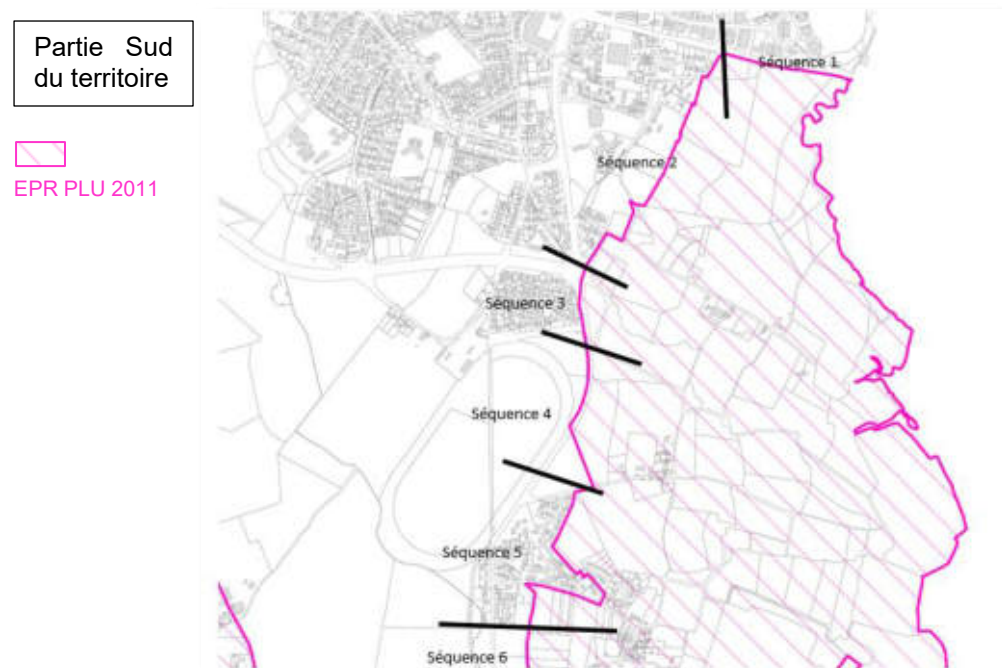 Partie Sud
du territoire
EPR PLU 2011
Séquence 1
Séquence 2
Séquence 3
Séquence 4
Séquence 5
Séquence 6